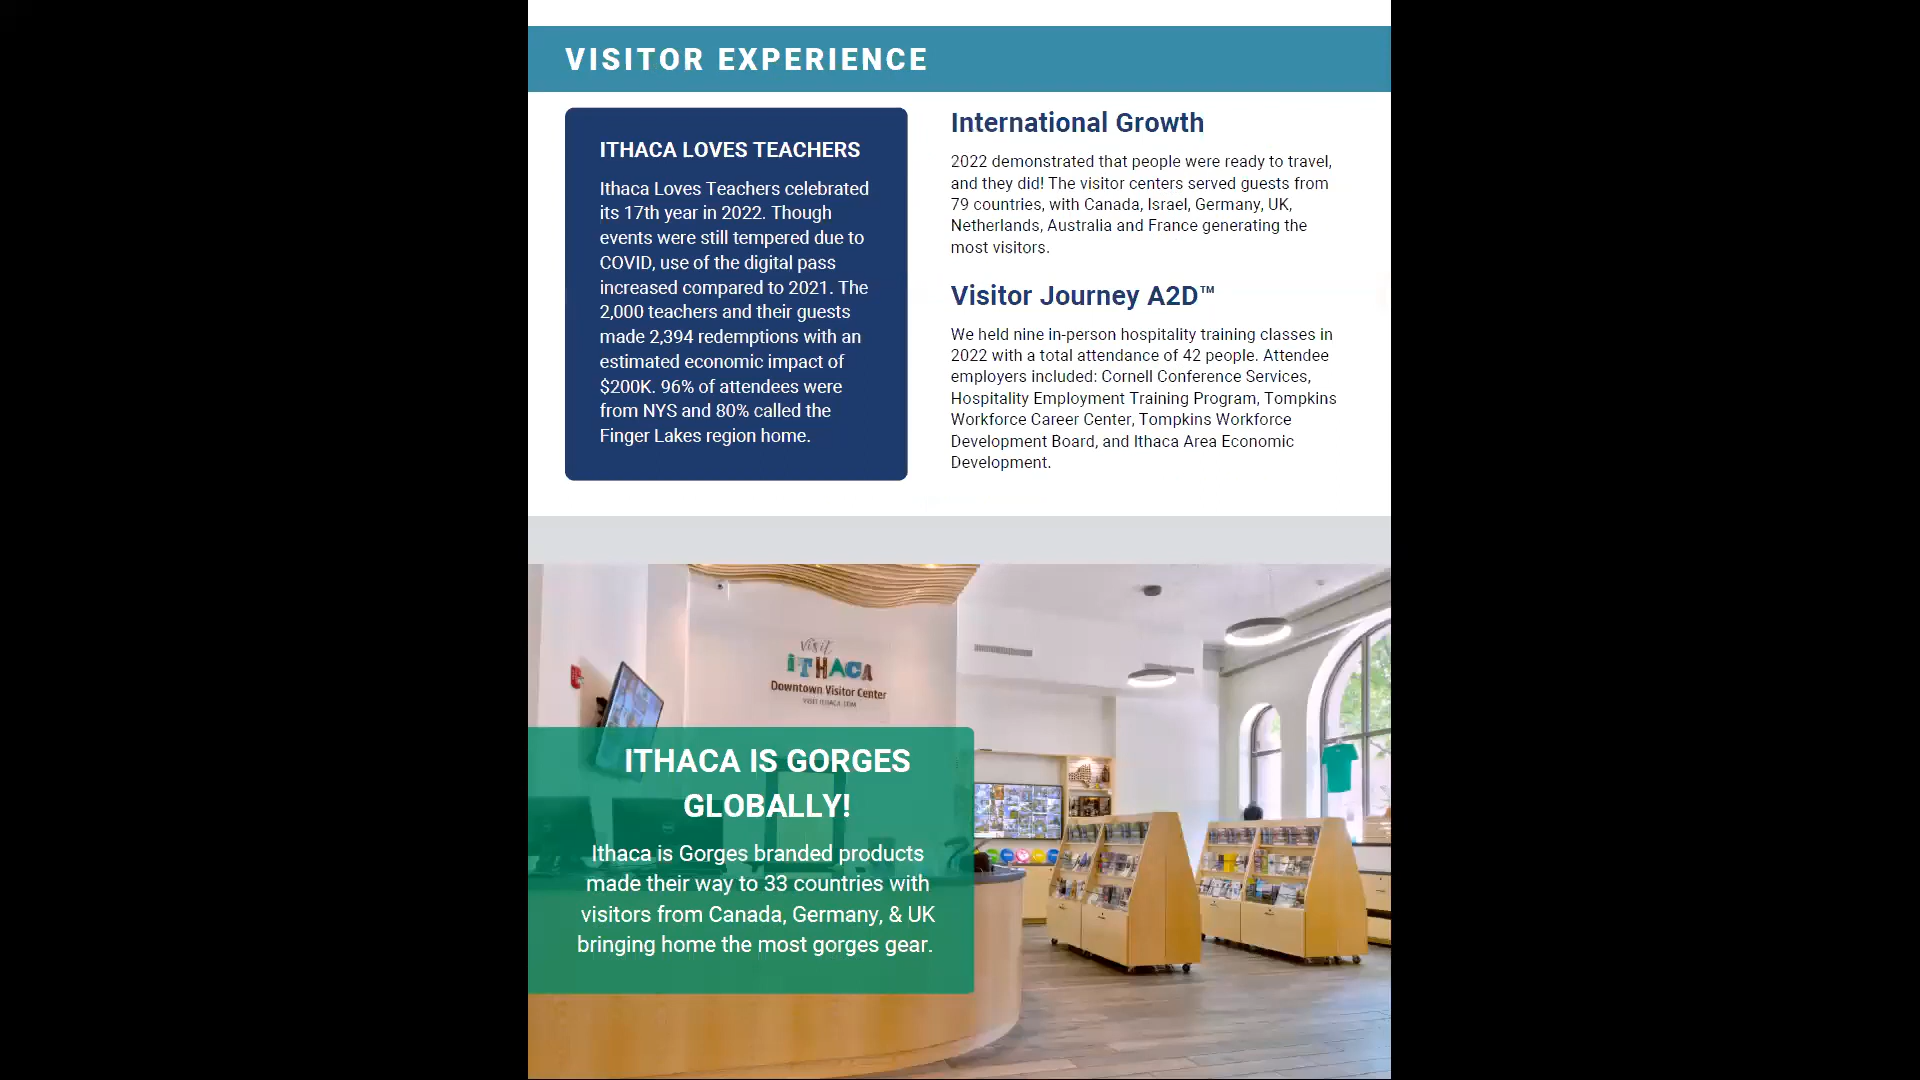 VISITOR EXPERIENCE
ITHACA LOVES TEACHERS
Ithaca Loves Teachers celebrated
its 17th year in 2022. Though
events were still tempered due to
COVID, use of the digital pass
increased compared to 2021. The
2,000 teachers and their guests
made 2,394 redemptions with an
estimated economic impact of
$200K. 96% of attendees were
from NYS and 80% called the
Finger Lakes region home.
International Growth
2022 demonstrated that people were ready to travel,
and they did! The visitor centers served guests from
79 countries, with Canada, Israel, Germany, UK,
Netherlands, Australia and France generating the
most visitors.
Visitor Journey A2D™
We held nine in-person hospitality training classes in
2022 with a total attendance of 42 people. Attendee
employers included: Cornell Conference Services,
Hospitality Employment Training Program, Tompkins
Workforce Career Center, Tompkins Workforce
Development Board, and Ithaca Area Economic
Development.
visit
iTHACA
Downtown Visitor Center
VISITITHACA.COM
ITHACA IS GORGES
GLOBALLY!
Ithaca is Gorges branded products
made their way to 33 countries with
visitors from Canada, Germany, & UK
bringing home the most gorges gear.